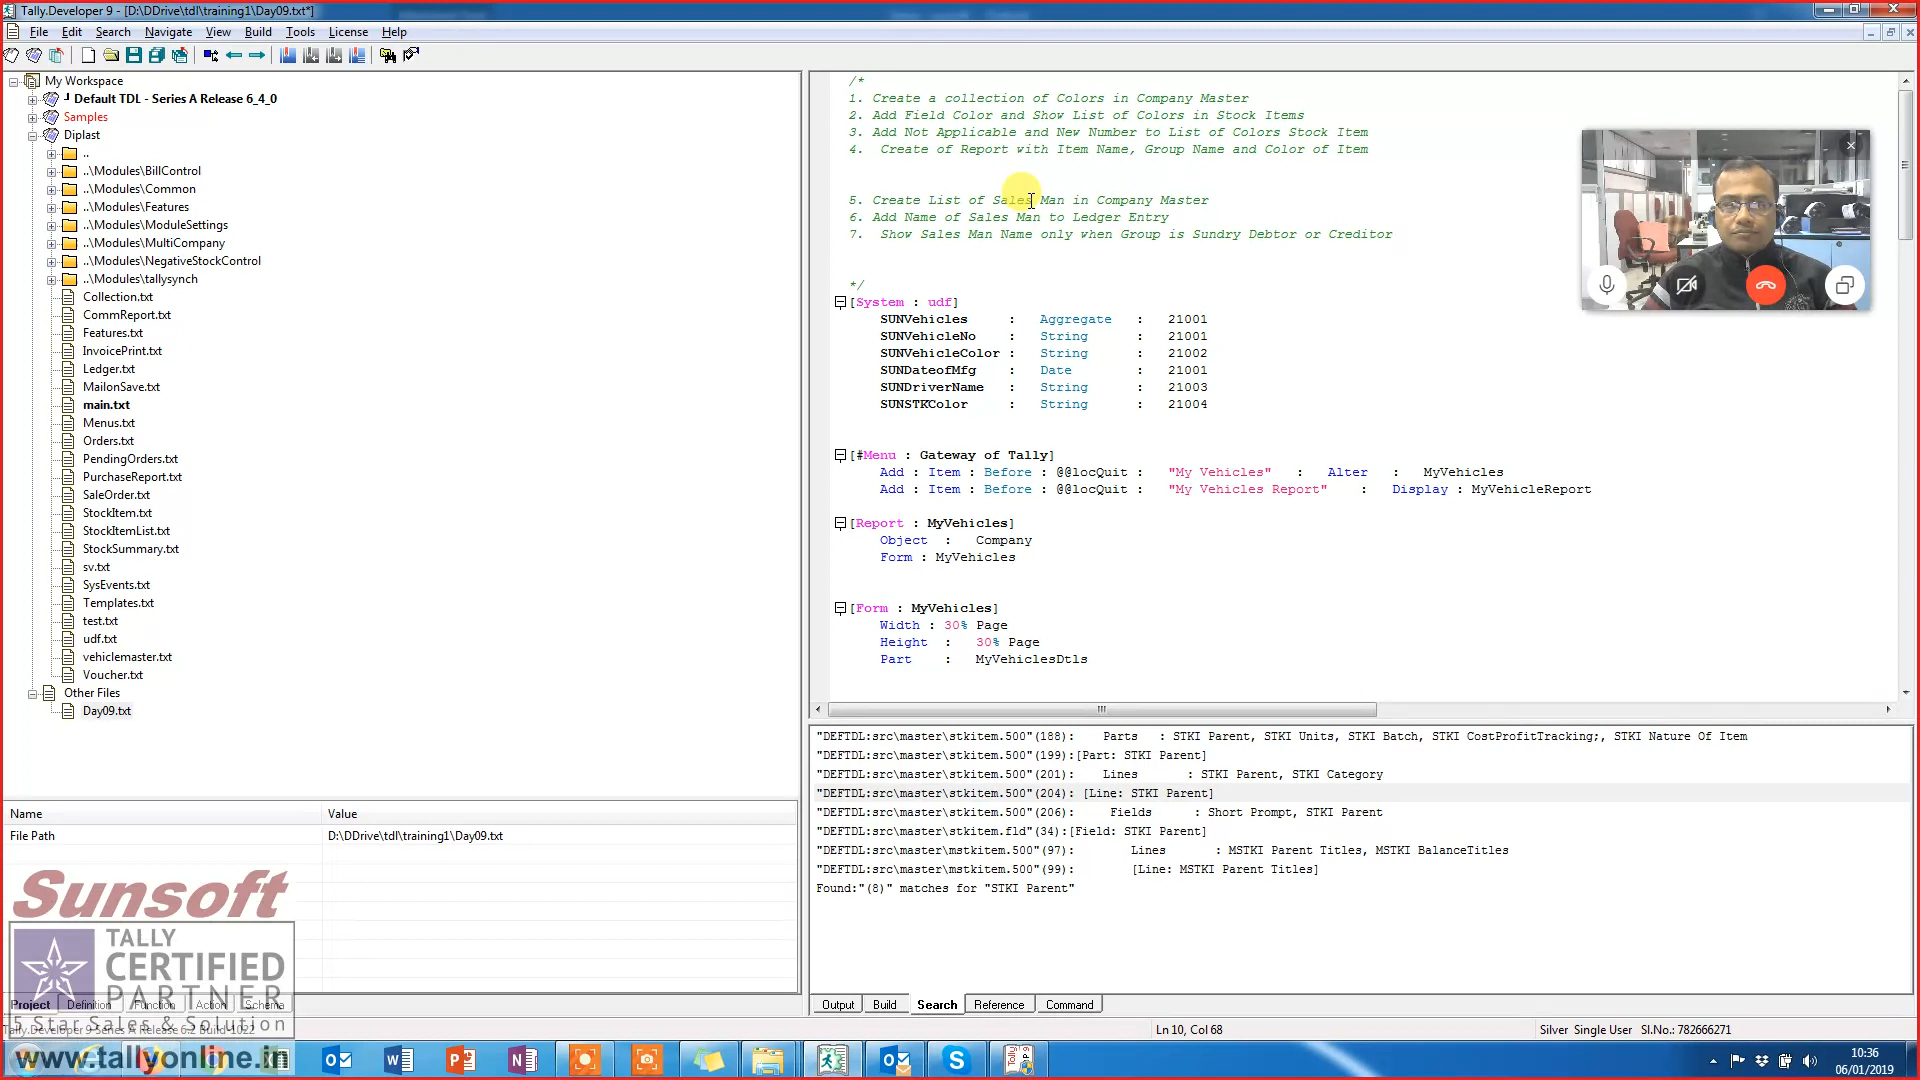 Tally.Developer 9 - [D:\DDrive\tdl\training1\Day09.txt*]
File Edit Search Navigate View Build Tools License Help
My Workspace
Default TDL - Series A Release 6_4_0
Samples
Diplast
..
..\Modules\BillControl
..\Modules\Common
..\Modules\Features
..\Modules\ModuleSettings
..\Modules\MultiCompany
..\Modules\NegativeStockControl
..\Modules\tallysynch
Collection.txt
CommReport.txt
Features.txt
InvoicePrint.txt
Ledger.txt
MailonSave.txt
main.txt
Menus.txt
Orders.txt
PendingOrders.txt
PurchaseReport.txt
SaleOrder.txt
StockItem.txt
StockItemList.txt
StockSummary.txt
sv.txt
SysEvents.txt
Templates.txt
test.txt
udf.txt
vehiclemaster.txt
Voucher.txt
Other Files
Day09.txt
Name Value
File Path D:\DDrive\tdl\training1\Day09.txt
Sunsoft
TALLY
CERTIFIED
PARTNER
5 Star Sales & Solution
Project Definition Function Action Schema
Tally.Developer 9 Series A Release 6.2 Build-1022
www.tallyonline.in
/*
1. Create a collection of Colors in Company Master
2. Add Field Color and Show List of Colors in Stock Items
3. Add Not Applicable and New Number to List of Colors Stock Item
4. Create of Report with Item Name, Group Name and Color of Item
5. Create List of Sales Man in Company Master
6. Add Name of Sales Man to Ledger Entry
7. Show Sales Man Name only when Group is Sundry Debtor or Creditor
*/
[System : udf]
SUNVehicles : Aggregate : 21001
SUNVehicleNo : String : 21001
SUNVehicleColor : String : 21002
SUNDateofMfg : Date : 21001
SUNDriverName : String : 21003
SUNSTKColor : String : 21004
[#Menu : Gateway of Tally]
Add : Item : Before : @@locQuit : "My Vehicles" : Alter : MyVehicles
Add : Item : Before : @@locQuit : "My Vehicles Report" : Display : MyVehicleReport
[Report : MyVehicles]
Object : Company
Form : MyVehicles
[Form : MyVehicles]
Width : 30% Page
Height : 30% Page
Part : MyVehiclesDtls
"DEFTDL:src\master\stkitem.500"(188): Parts : STKI Parent, STKI Units, STKI Batch, STKI CostProfitTracking;, STKI Nature Of Item
"DEFTDL:src\master\stkitem.500"(199):[Part: STKI Parent]
"DEFTDL:src\master\stkitem.500"(201): Lines : STKI Parent, STKI Category
"DEFTDL:src\master\stkitem.500"(204): [Line: STKI Parent]
"DEFTDL:src\master\stkitem.500"(206): Fields : Short Prompt, STKI Parent
"DEFTDL:src\master\stkitem.fld"(34):[Field: STKI Parent]
"DEFTDL:src\master\mstkitem.500"(97): Lines : MSTKI Parent Titles, MSTKI BalanceTitles
"DEFTDL:src\master\mstkitem.500"(99): [Line: MSTKI Parent Titles]
Found:"(8)" matches for "STKI Parent"
Output Build Search Reference Command
Ln 10, Col 68
Silver Single User Sl.No.: 782666271
10:36
06/01/2019